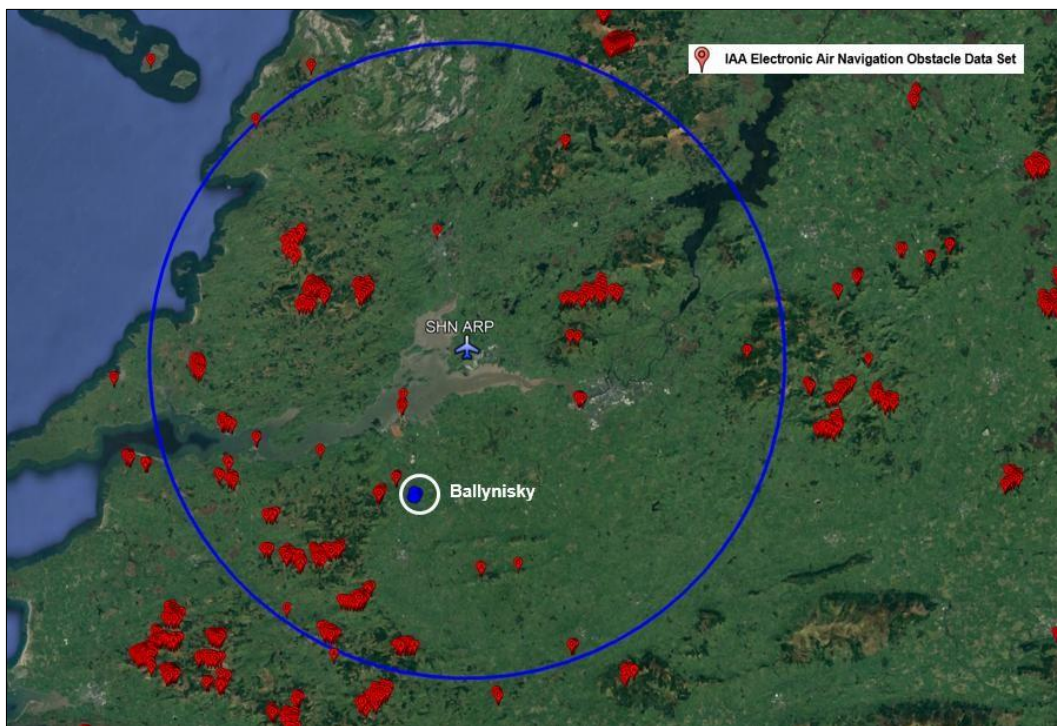 IAA Electronic Air Navigation Obstacle Data Set
SHN ARP
Ballynisky